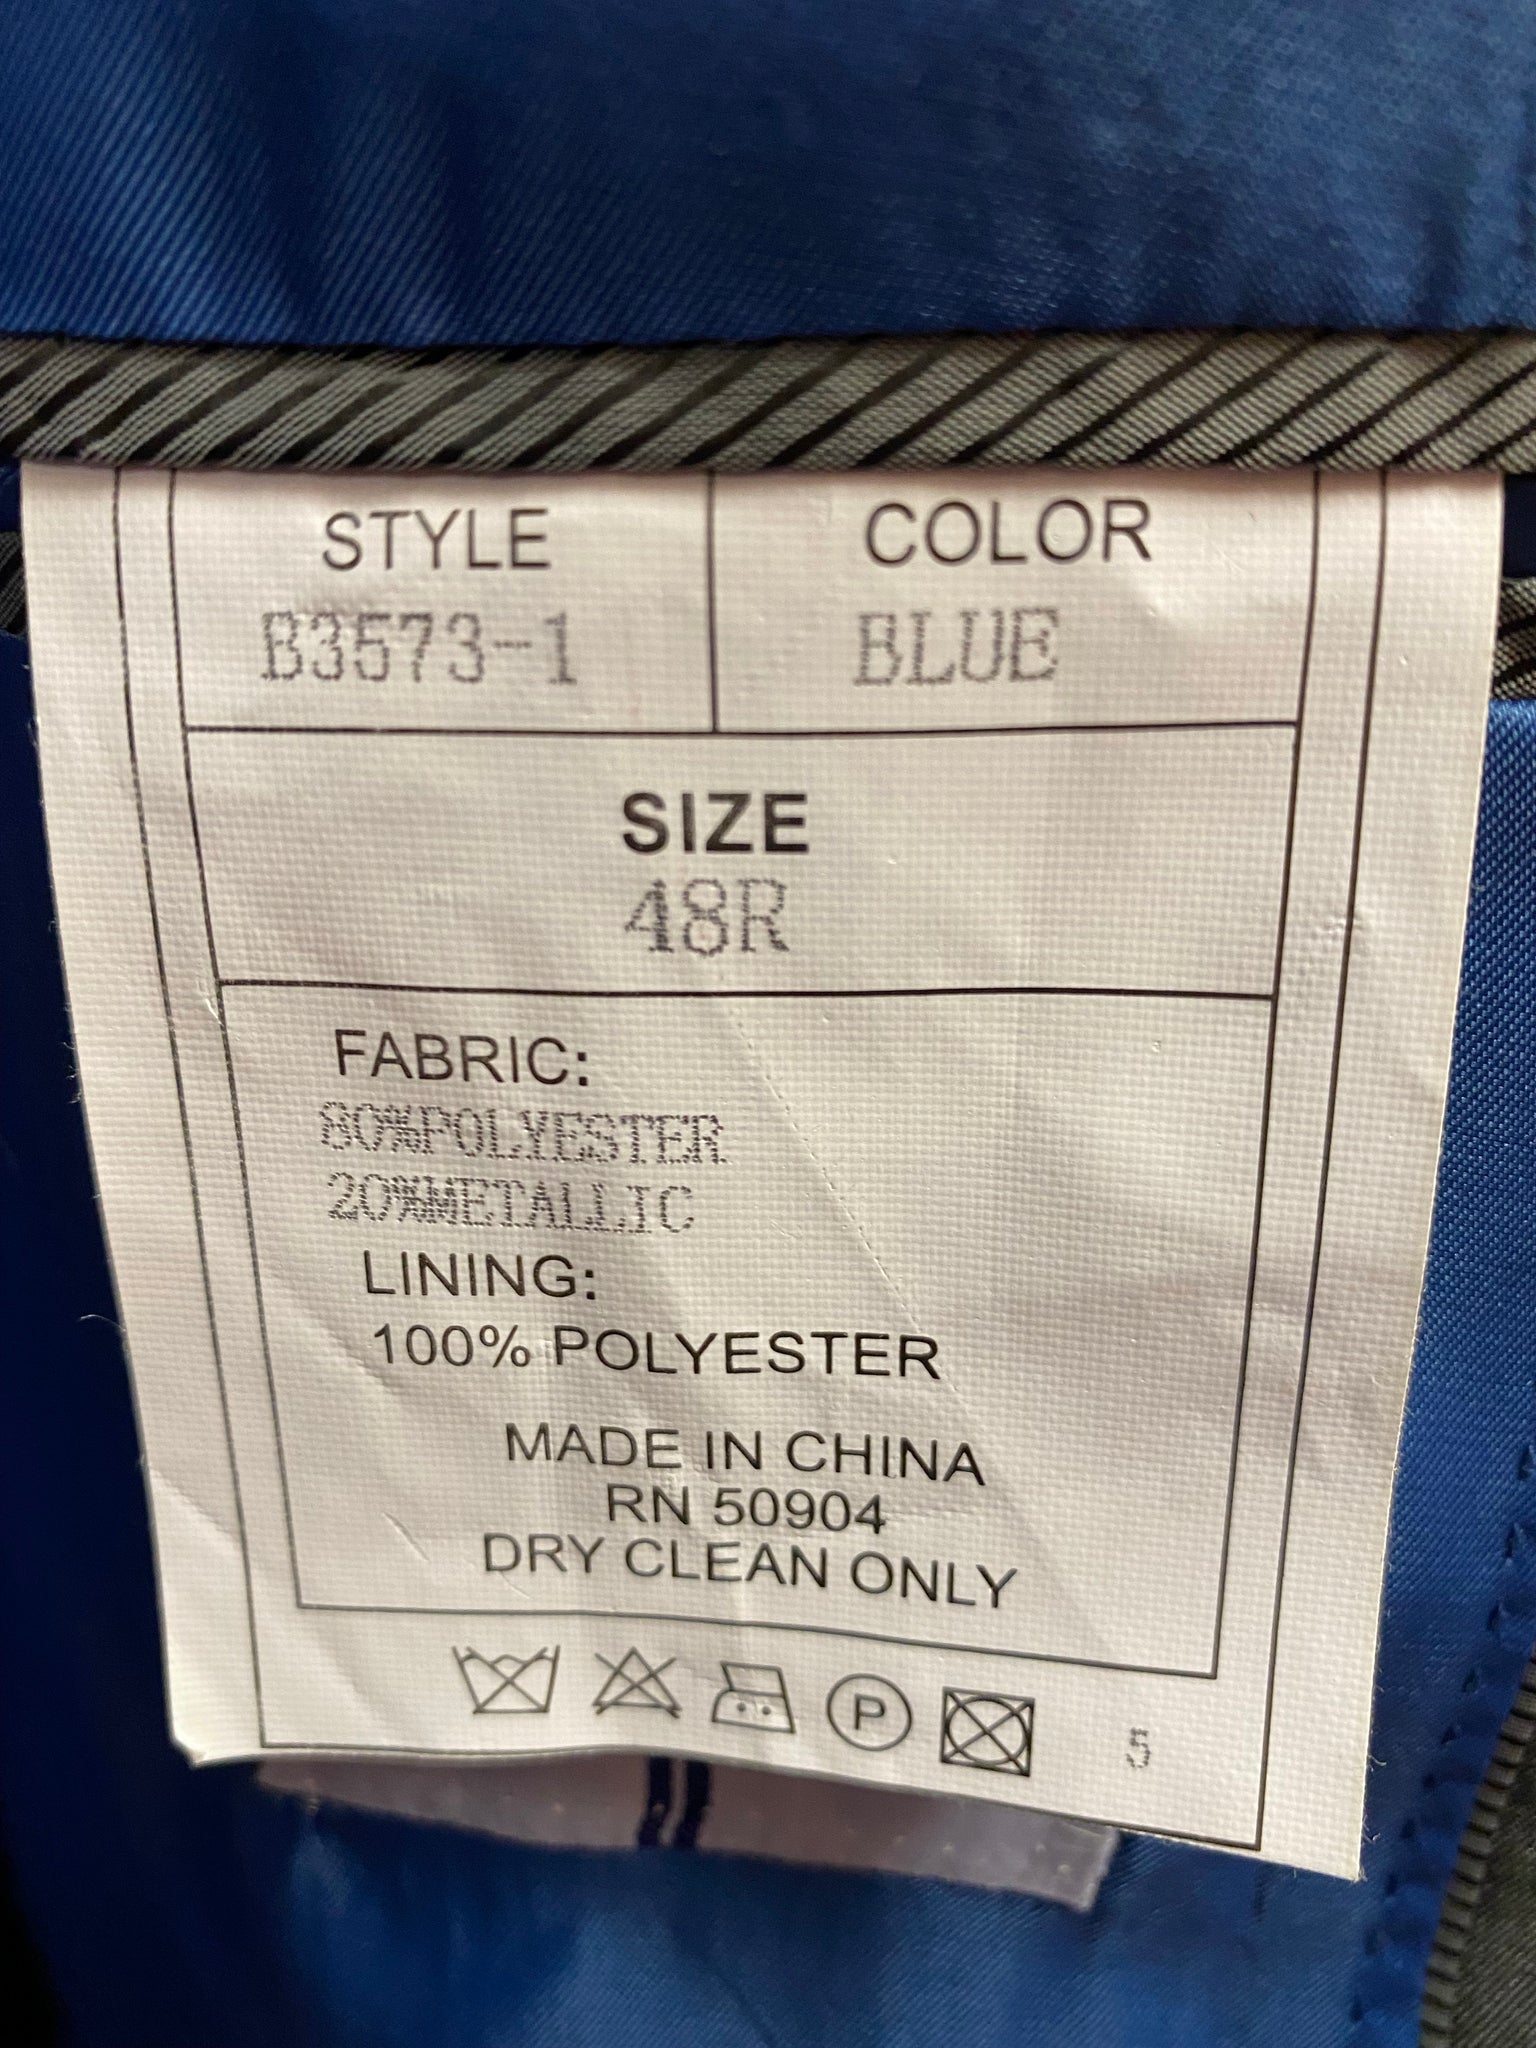 STYLE
COLOR
B3573-1
BLUE
SIZE
48R
FABRIC:
80%POLYESTER
20%METALLIC
LINING:
100% POLYESTER
MADE IN CHINA
RN 50904
DRY CLEAN ONLY
P